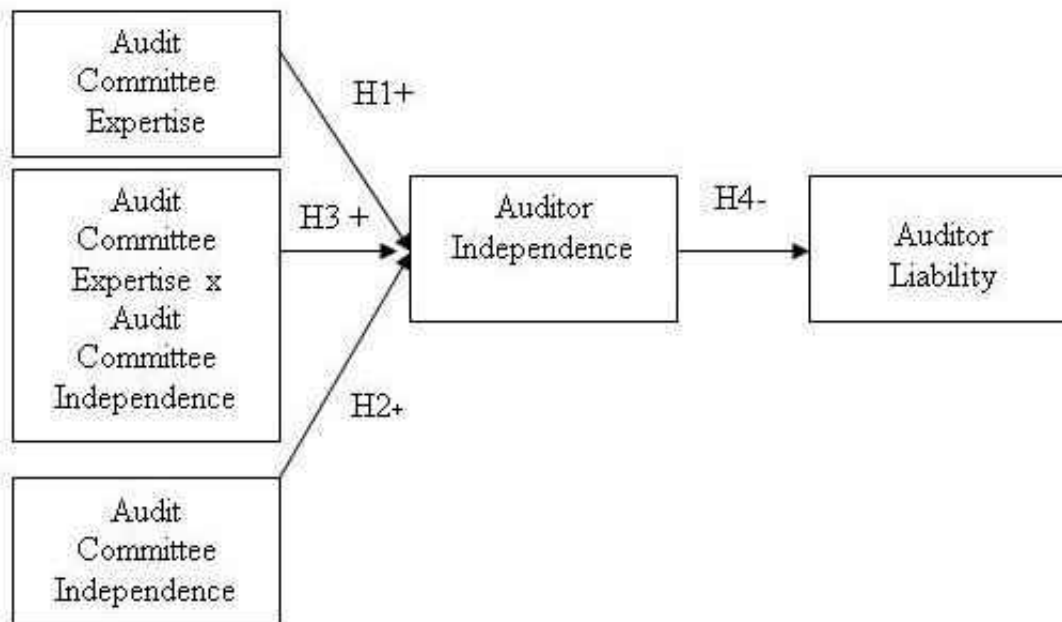 Audit
Committee
Expertise
H1+
Audit
Committee
Expertise x
Audit
Committee
Independence
H3 +
Auditor
Independence
H4-
Auditor
Liability
H2+
Audit
Committee
Independence